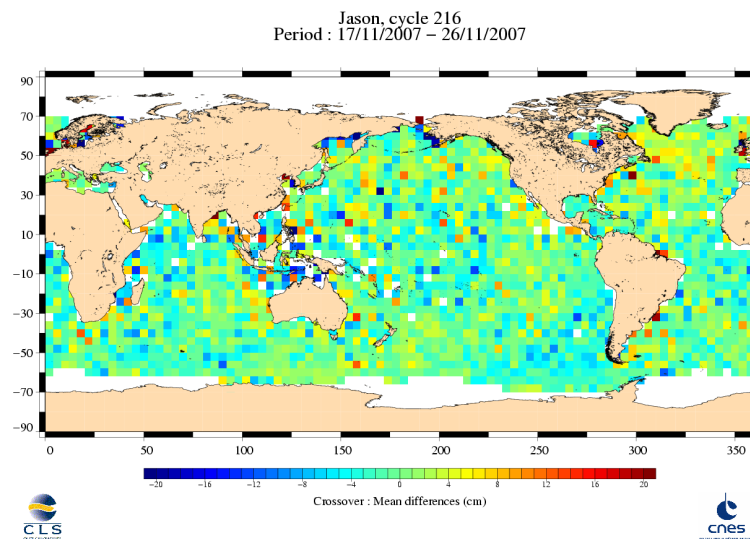 Jason, cycle 216
Period : 17/11/2007 − 26/11/2007
90
70
50
30
10
−10
−30
−50
−70
−90
0 50 100 150 200 250 300 350
−20 −16 −12 −8 −4 0 4 8 12 16 20
Crossover : Mean differences (cm)
CLS
cnes